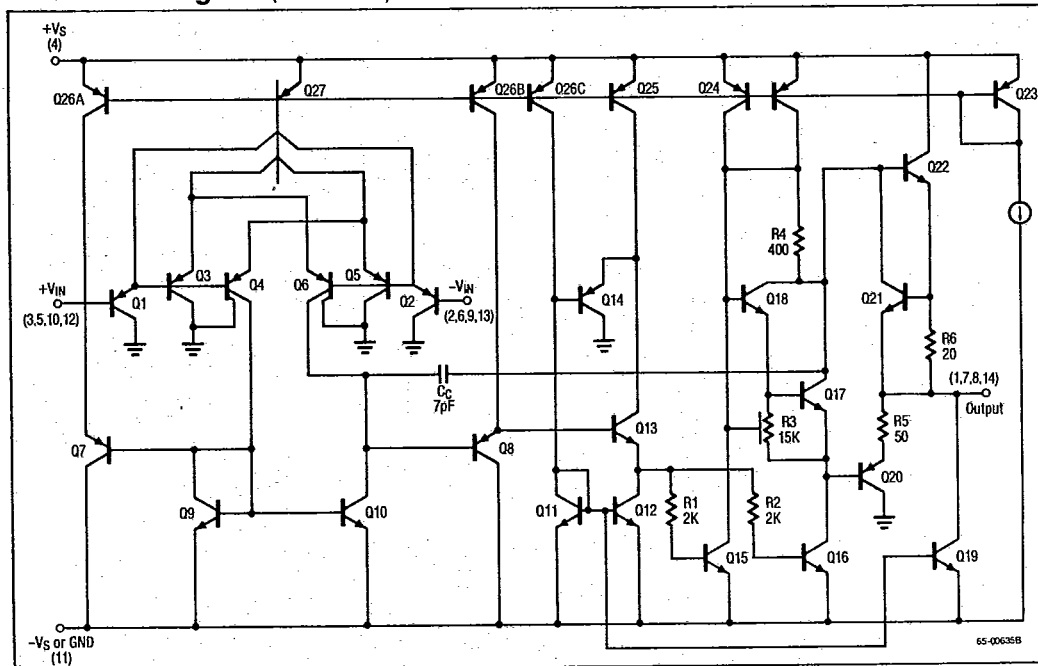 +VS
(4)
Q26A
Q27
Q26B
Q26C
Q25
Q24
Q23
Q22
R4
400
+VIN
(3,5,10,12)
Q1
Q3
Q4
Q6
Q5
Q2
-VIN
(2,6,9,13)
Q14
Q18
Q21
R6
20
(1,7,8,14)
Output
CC
7pF
Q17
R3
15K
R5
50
Q7
Q8
Q13
Q20
Q9
Q10
Q11
Q12
R1
2K
R2
2K
Q15
Q16
Q19
-VS or GND
(11)
65-00635B